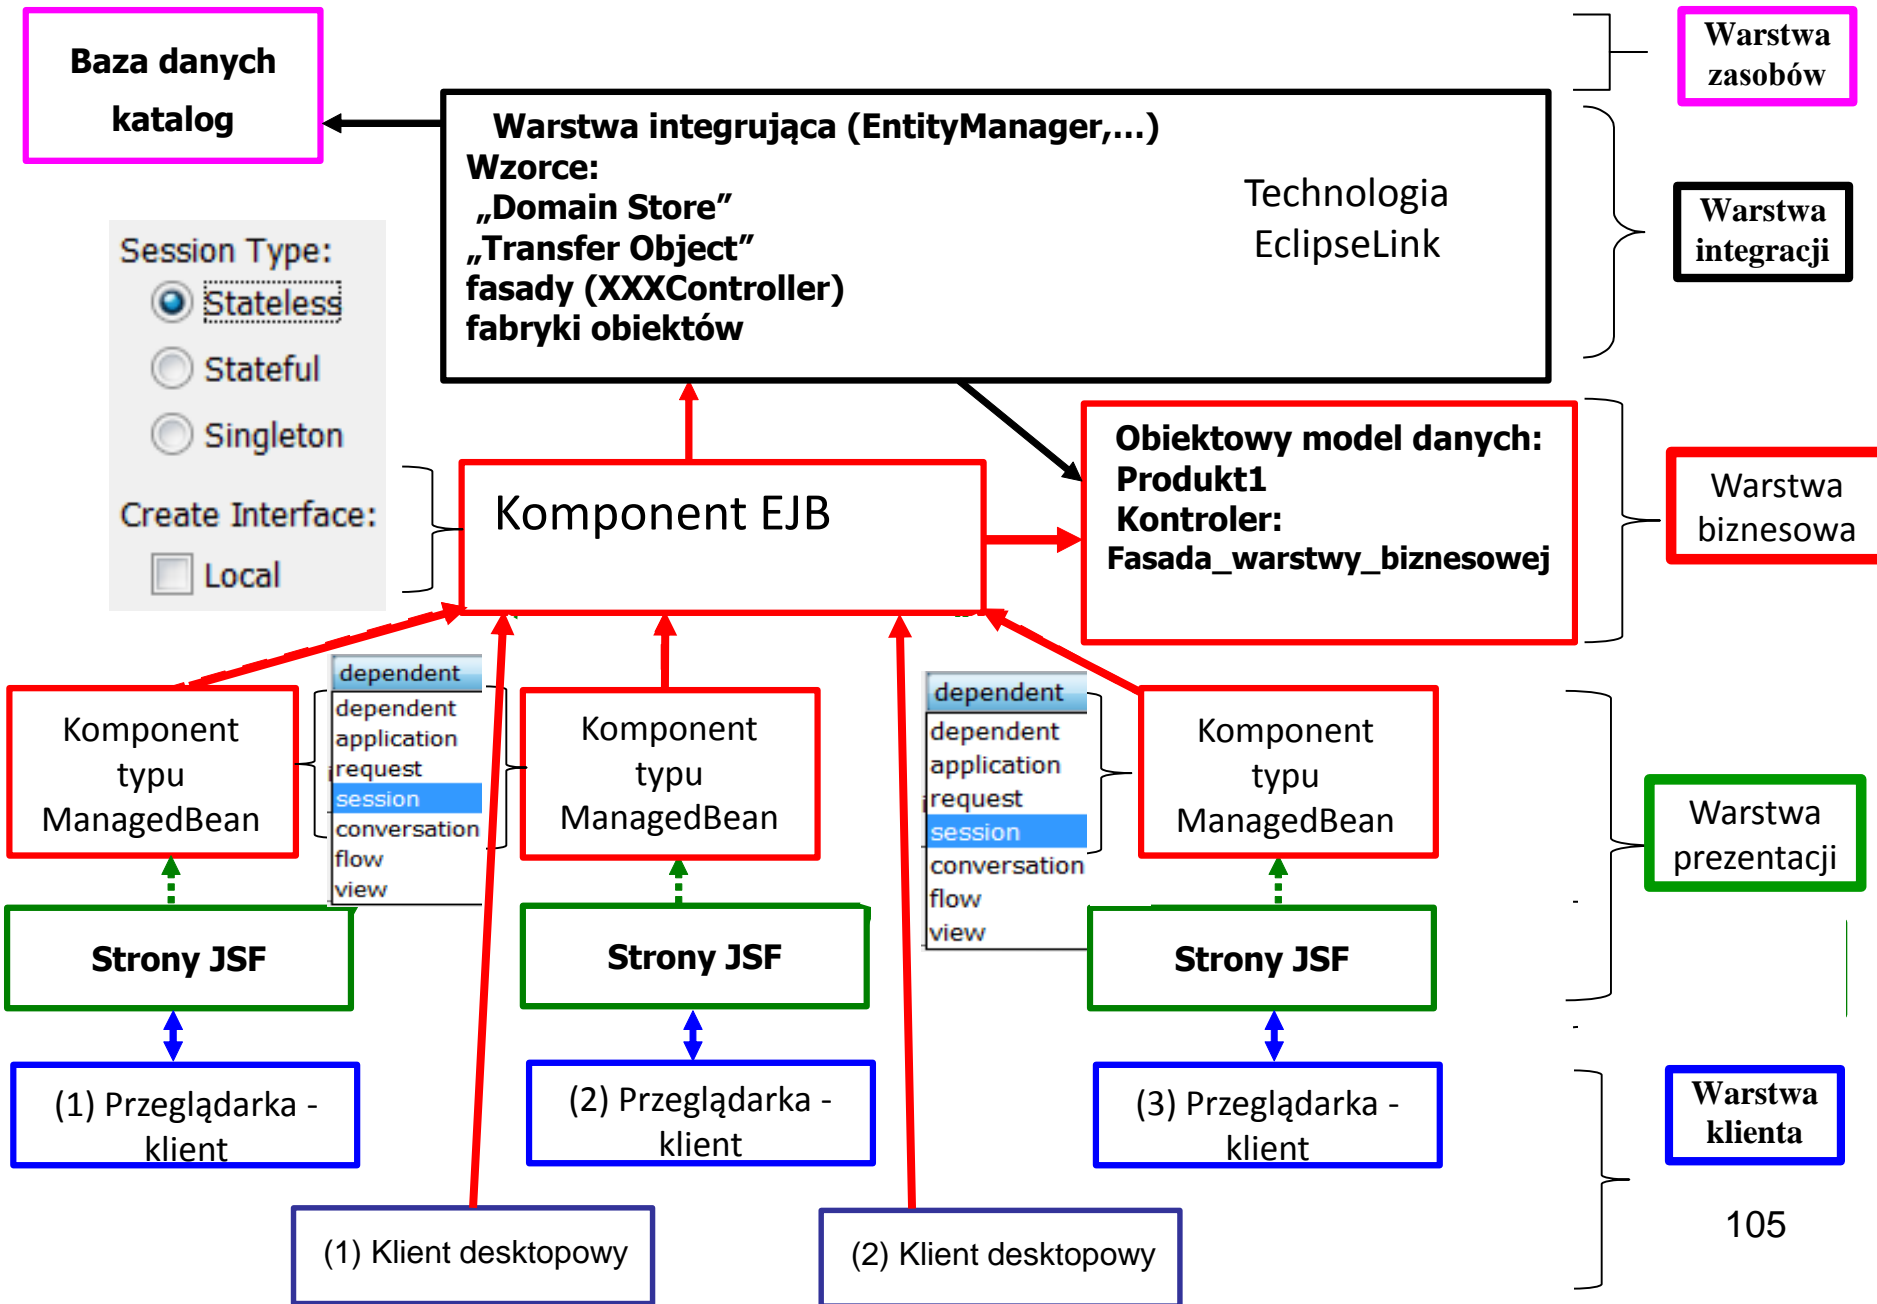 Baza danych
katalog
Warstwa integrująca (EntityManager,...)
Wzorce:
„Domain Store”
„Transfer Object”
fasady (XXXController)
fabryki obiektów
Technologia
EclipseLink
Warstwa
zasobów
Warstwa
integracji
Session Type:
Stateless
Stateful
Singleton
Create Interface:
Local
Komponent EJB
Obiektowy model danych:
Produkt1
Kontroler:
Fasada_warstwy_biznesowej
Warstwa
biznesowa
Komponent
typu
ManagedBean
dependent
dependent
application
request
session
conversation
flow
view
Komponent
typu
ManagedBean
dependent
dependent
application
request
session
conversation
flow
view
Komponent
typu
ManagedBean
Warstwa
prezentacji
Strony JSF
Strony JSF
Strony JSF
(1) Przeglądarka -
klient
(2) Przeglądarka -
klient
(3) Przeglądarka -
klient
Warstwa
klienta
(1) Klient desktopowy
(2) Klient desktopowy
105